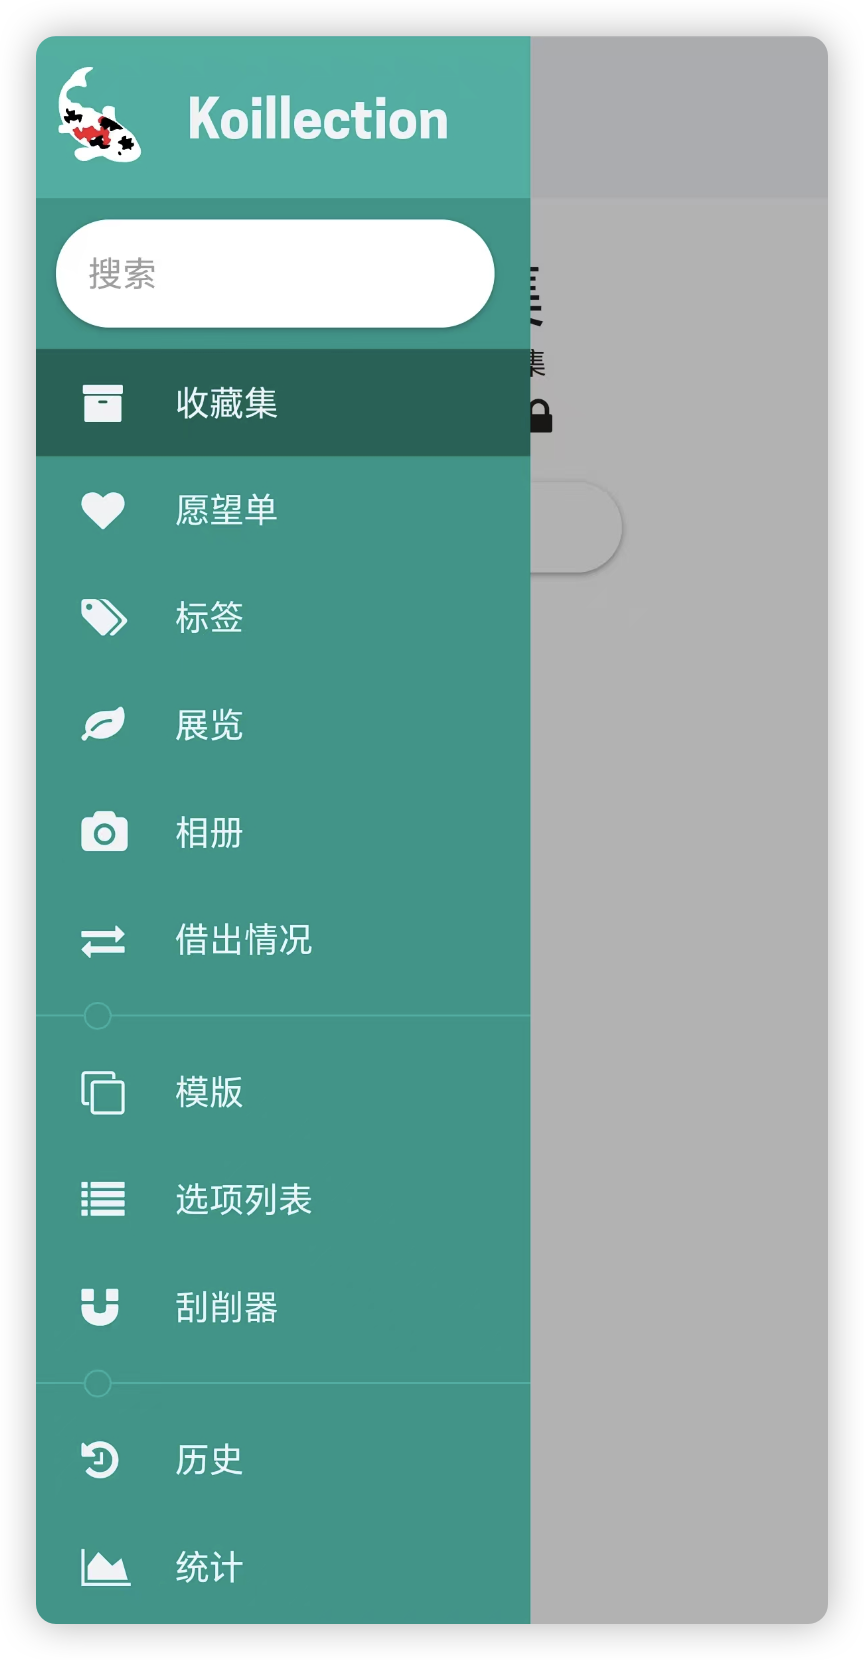 Koillection
搜索
收藏集
集
愿望单
标签
展览
相册
借出情况
模版
选项列表
刮削器
历史
统计